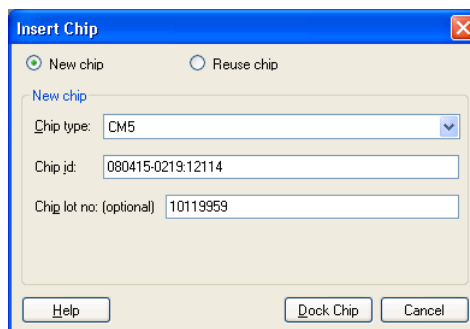 Insert Chip
New chip Reuse chip
New chip
Chip type: CM5
Chip id: 080415-0219:12114
Chip lot no: (optional) 10119959
Help Dock Chip Cancel